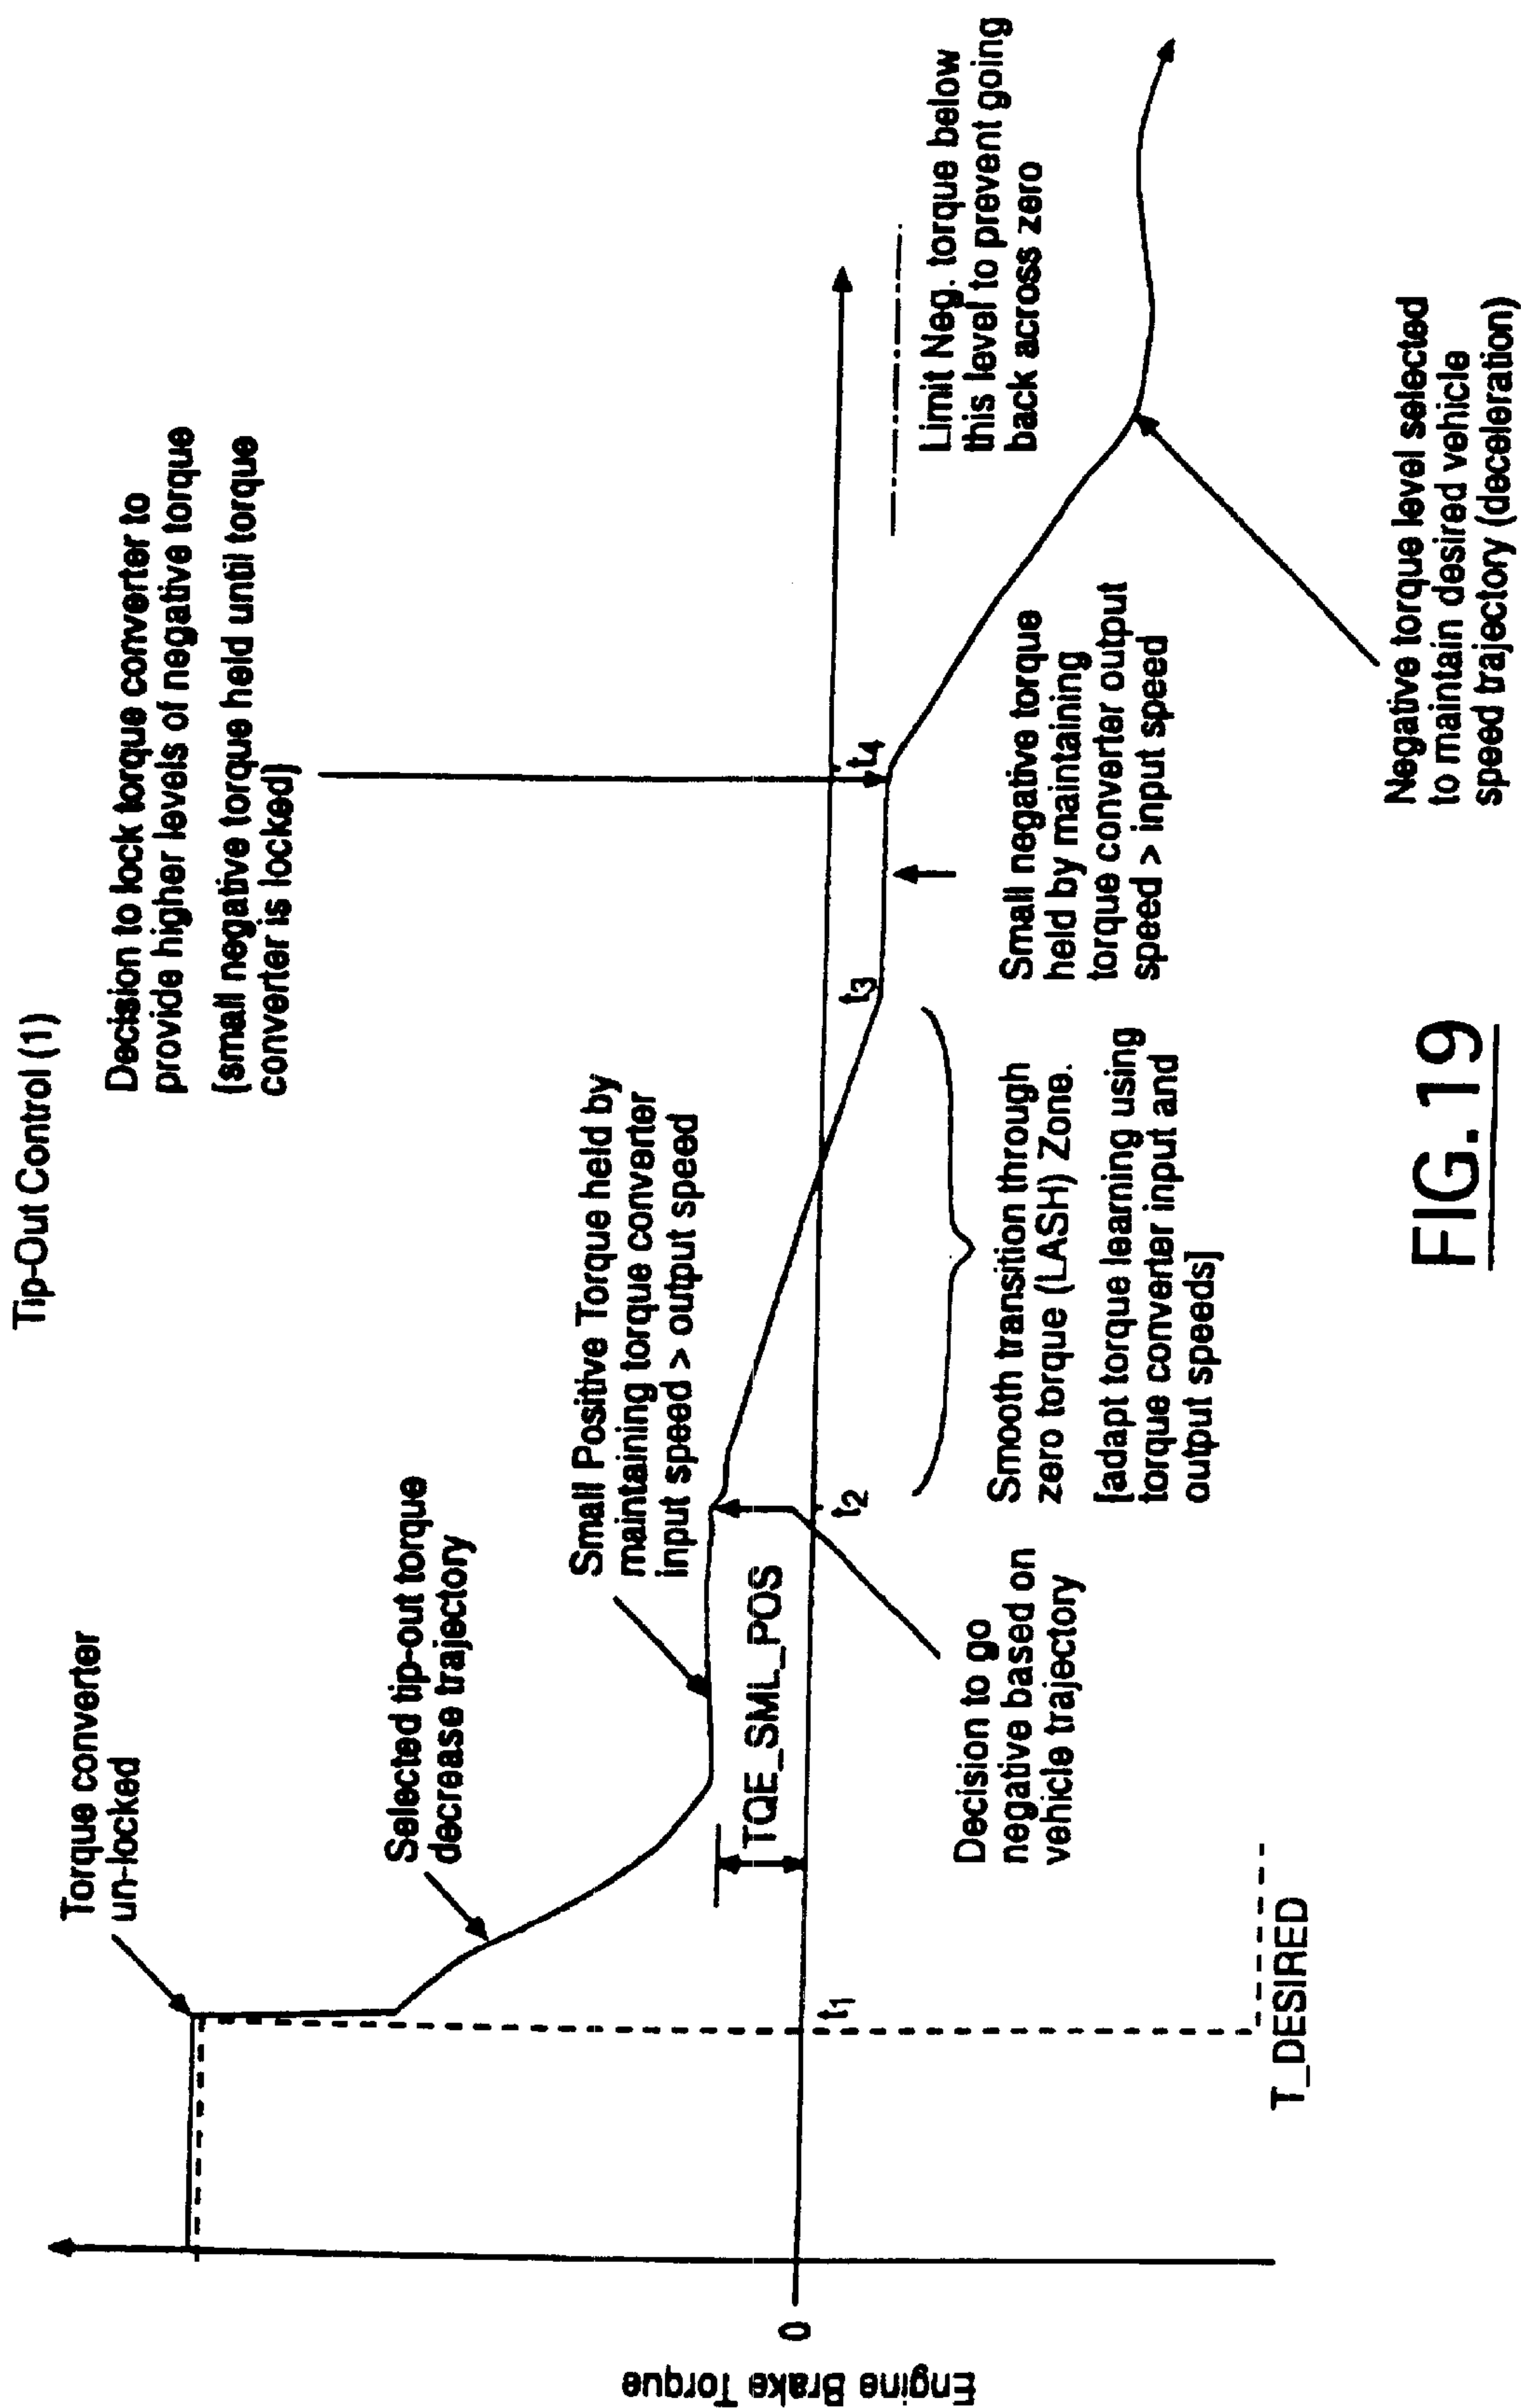 Tip-Out Control (1)
Decision to lock torque converter to
provide higher levels of negative torque
(small negative torque held until torque
converter is locked)
Torque converter
un-locked
Selected tip-out torque
decrease trajectory
Small Positive Torque held by
maintaining torque converter
input speed > output speed
Engine Brake Torque
0
TQE_SML_POS
t1
t2
t3
t4
Limit Neg. torque below
this level to prevent going
back across zero
T_DESIRED
Decision to go
negative based on
vehicle trajectory
Smooth transition through
zero torque (LASH) Zone.
[adapt torque learning using
torque converter input and
output speeds]
Small negative torque
held by maintaining
torque converter output
speed > input speed
Negative torque level selected
to maintain desired vehicle
speed trajectory (deceleration)
FIG. 19